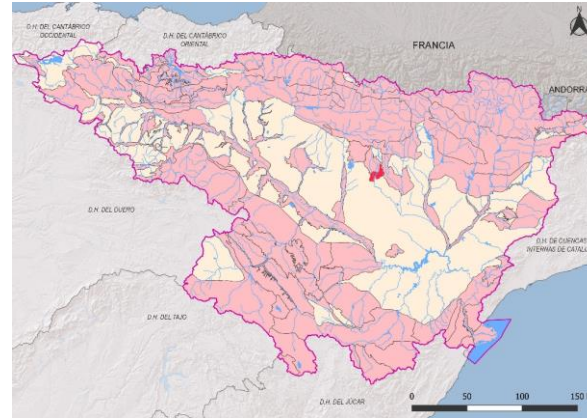 D.H. DEL CANTÁBRICO
OCCIDENTAL
D.H. DEL CANTÁBRICO
ORIENTAL
FRANCIA
ANDORRA
D.H. DEL DUERO
D.H. DE CUENCAS
INTERNAS DE CATAL
D.H. DEL TAJO
D.H. DEL JÚCAR
0 50 100 150